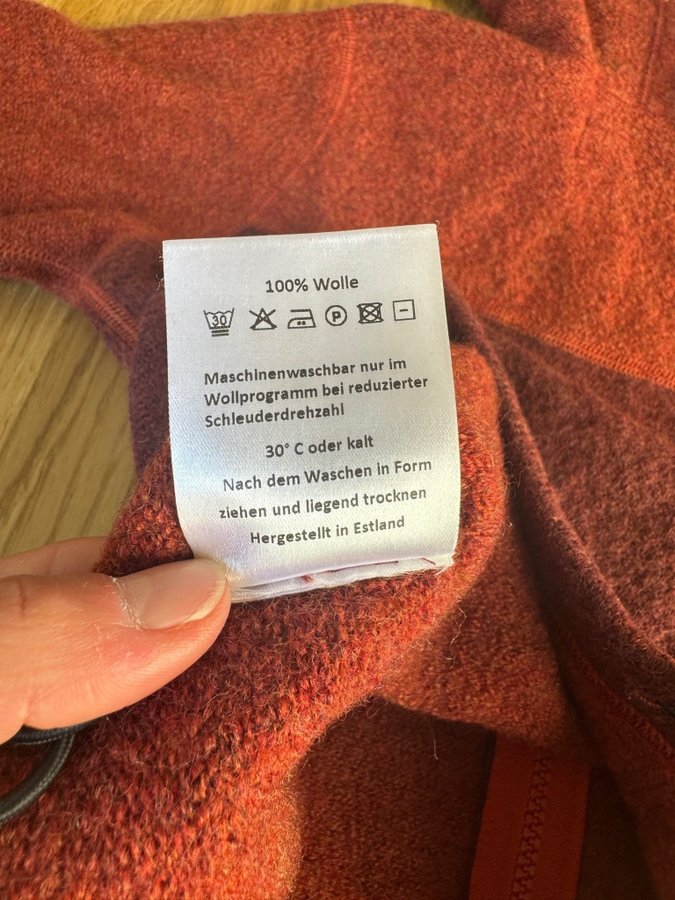 100% Wolle
30 P
Maschinenwaschbar nur im
Wollprogramm bei reduzierter
Schleuderdrehzahl
30° C oder kalt
Nach dem Waschen in Form
ziehen und liegend trocknen
Hergestellt in Estland